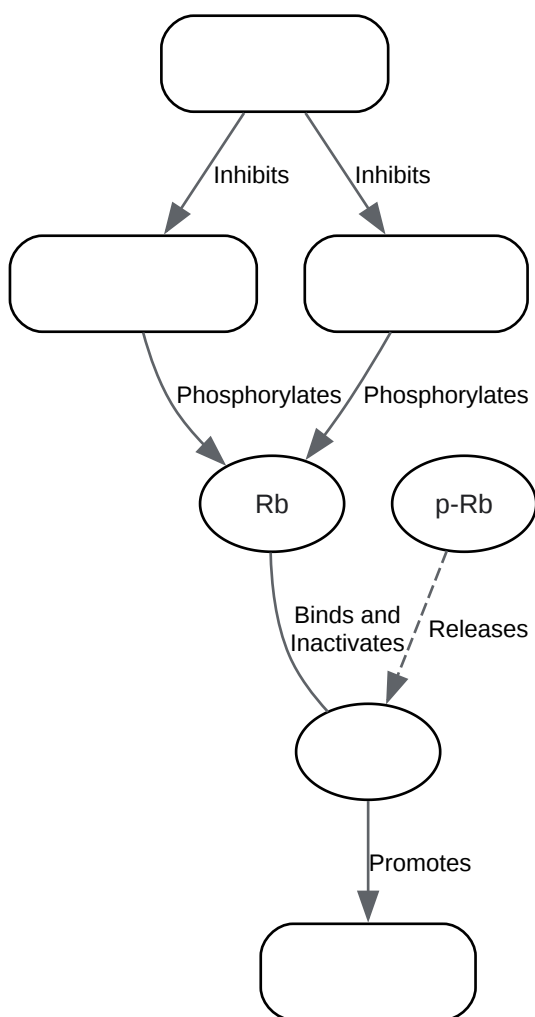 Inhibits
Inhibits
Phosphorylates
Phosphorylates
Rb
p-Rb
Binds and
Inactivates
Releases
Promotes